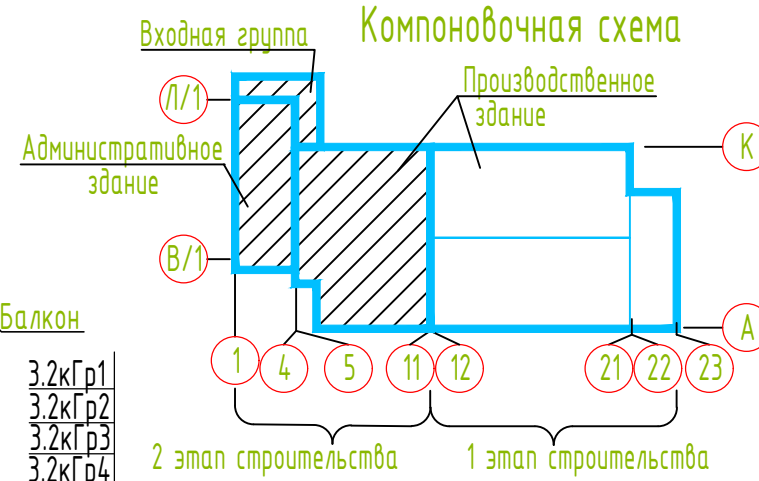 Компоновочная схема
Входная группа
Производственное
здание
Л/1
К
Административное
здание
В/1
Балкон
А
1
4
5
11
12
21
22
23
3.2кГр1
3.2кГр2
3.2кГр3
3.2кГр4
2 этап строительства
1 этап строительства